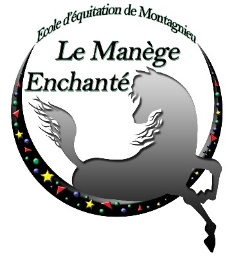 Ecole d'équitation de Montagnieu
Le Manège
Enchanté